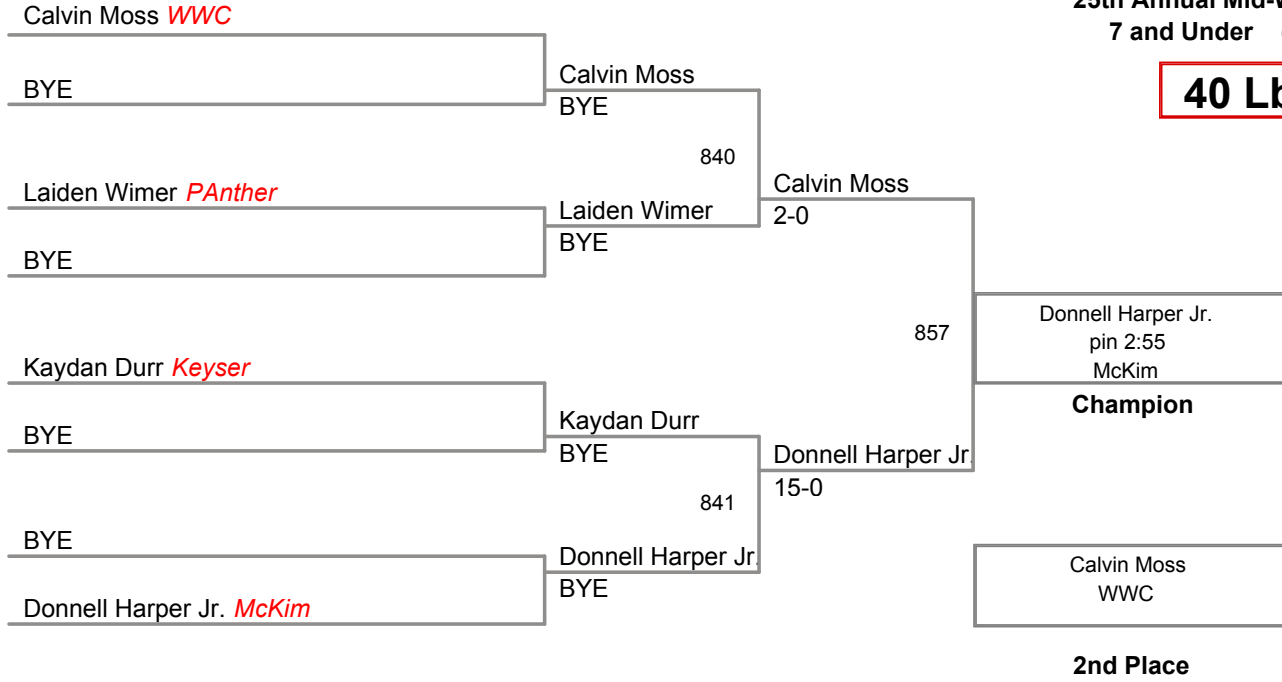 Calvin Moss WWC
BYE
Laiden Wimer PAnther
BYE
Kaydan Durr Keyser
BYE
BYE
Donnell Harper Jr. McKim
Calvin Moss
BYE
840
Laiden Wimer
BYE
Kaydan Durr
BYE
841
Donnell Harper Jr.
BYE
Calvin Moss
2-0
857
Donnell Harper Jr.
15-0
25th Annual
7 and Under
40
Donnell Harper Jr.
pin 2:55
McKim
Champion
Calvin Moss
WWC
2nd Place